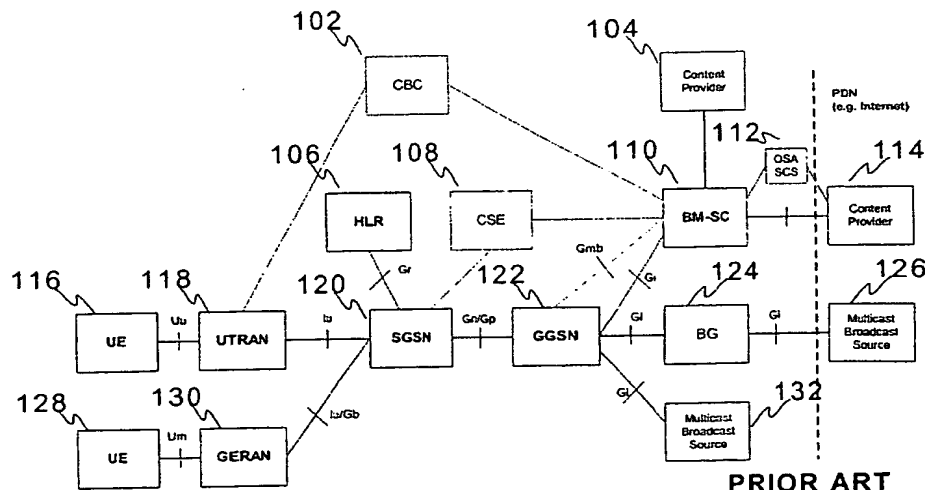 102
CBC
104
Content
Provider
PDN
(e.g. Internet)
112
OSA
SCS
106
HLR
108
CSE
110
BM-SC
114
Content
Provider
Gmb
Gi
Gr
116
UE
Uu
118
UTRAN
Iu
120
SGSN
Gn/Gp
122
GGSN
Gi
124
BG
Gi
126
Multicast
Broadcast
Source
128
UE
Um
130
GERAN
Iu/Gb
Gi
132
Multicast
Broadcast
Source
PRIOR ART